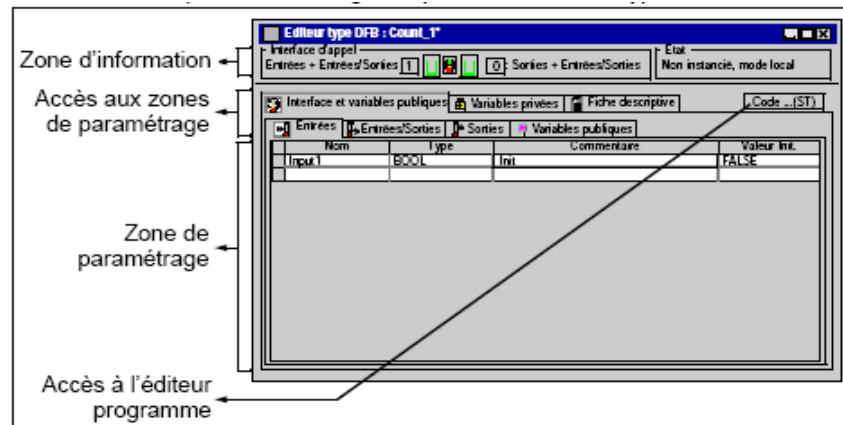 Editeur type DFB : Count_1*
Zone d'information
Interface d'appel
Entrées + Entrées/Sorties 1 0 Sorties + Entrées/Sorties
Etat
Non instancié, mode local
Accès aux zones
de paramétrage
Interface et variables publiques Variables privées Fiche descriptive Code ...(ST)
Entrées Entrées/Sorties Sorties Variables publiques
Nom Type Commentaire Valeur Init.
Input1 BOOL Init FALSE
Zone de
paramétrage
Accès à l'éditeur
programme